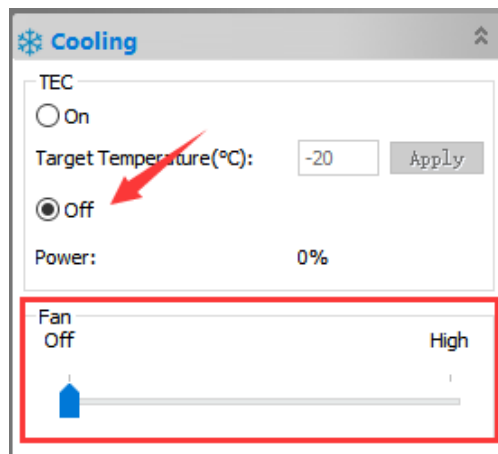 Cooling
TEC
On
Target Temperature(°C): -20 Apply
Off
Power: 0%
Fan
Off High